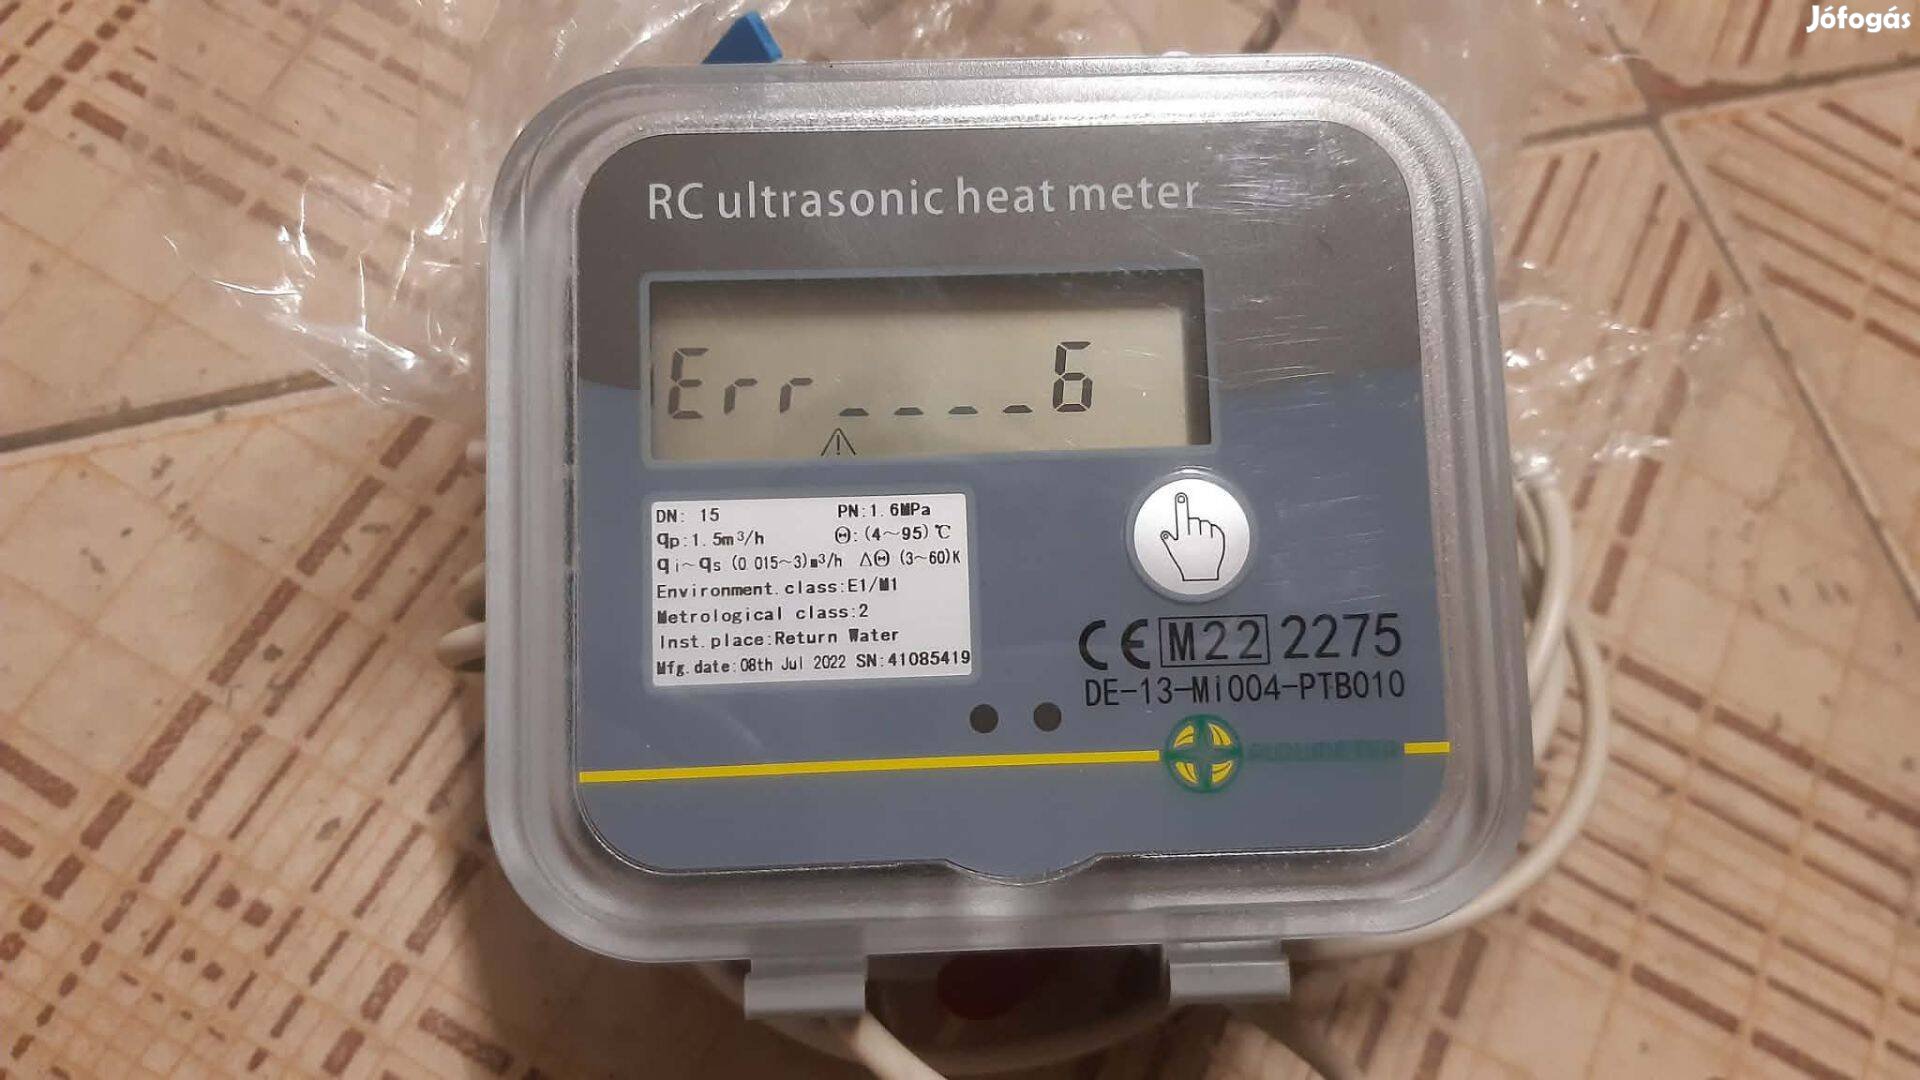 Jófogás
RC ultrasonic heat meter
Err____6
DN: 15 PN:1.6MPa
qp:1.5m³/h Θ:(4~95)℃
qi~qs (0 015~3)m³/h ΔΘ (3~60)K
Environment.class:E1/M1
Metrological class:2
Inst.place:Return Water
Mfg.date:08th Jul 2022 SN:41085419
CE M22 2275
DE-13-MI004-PTB010